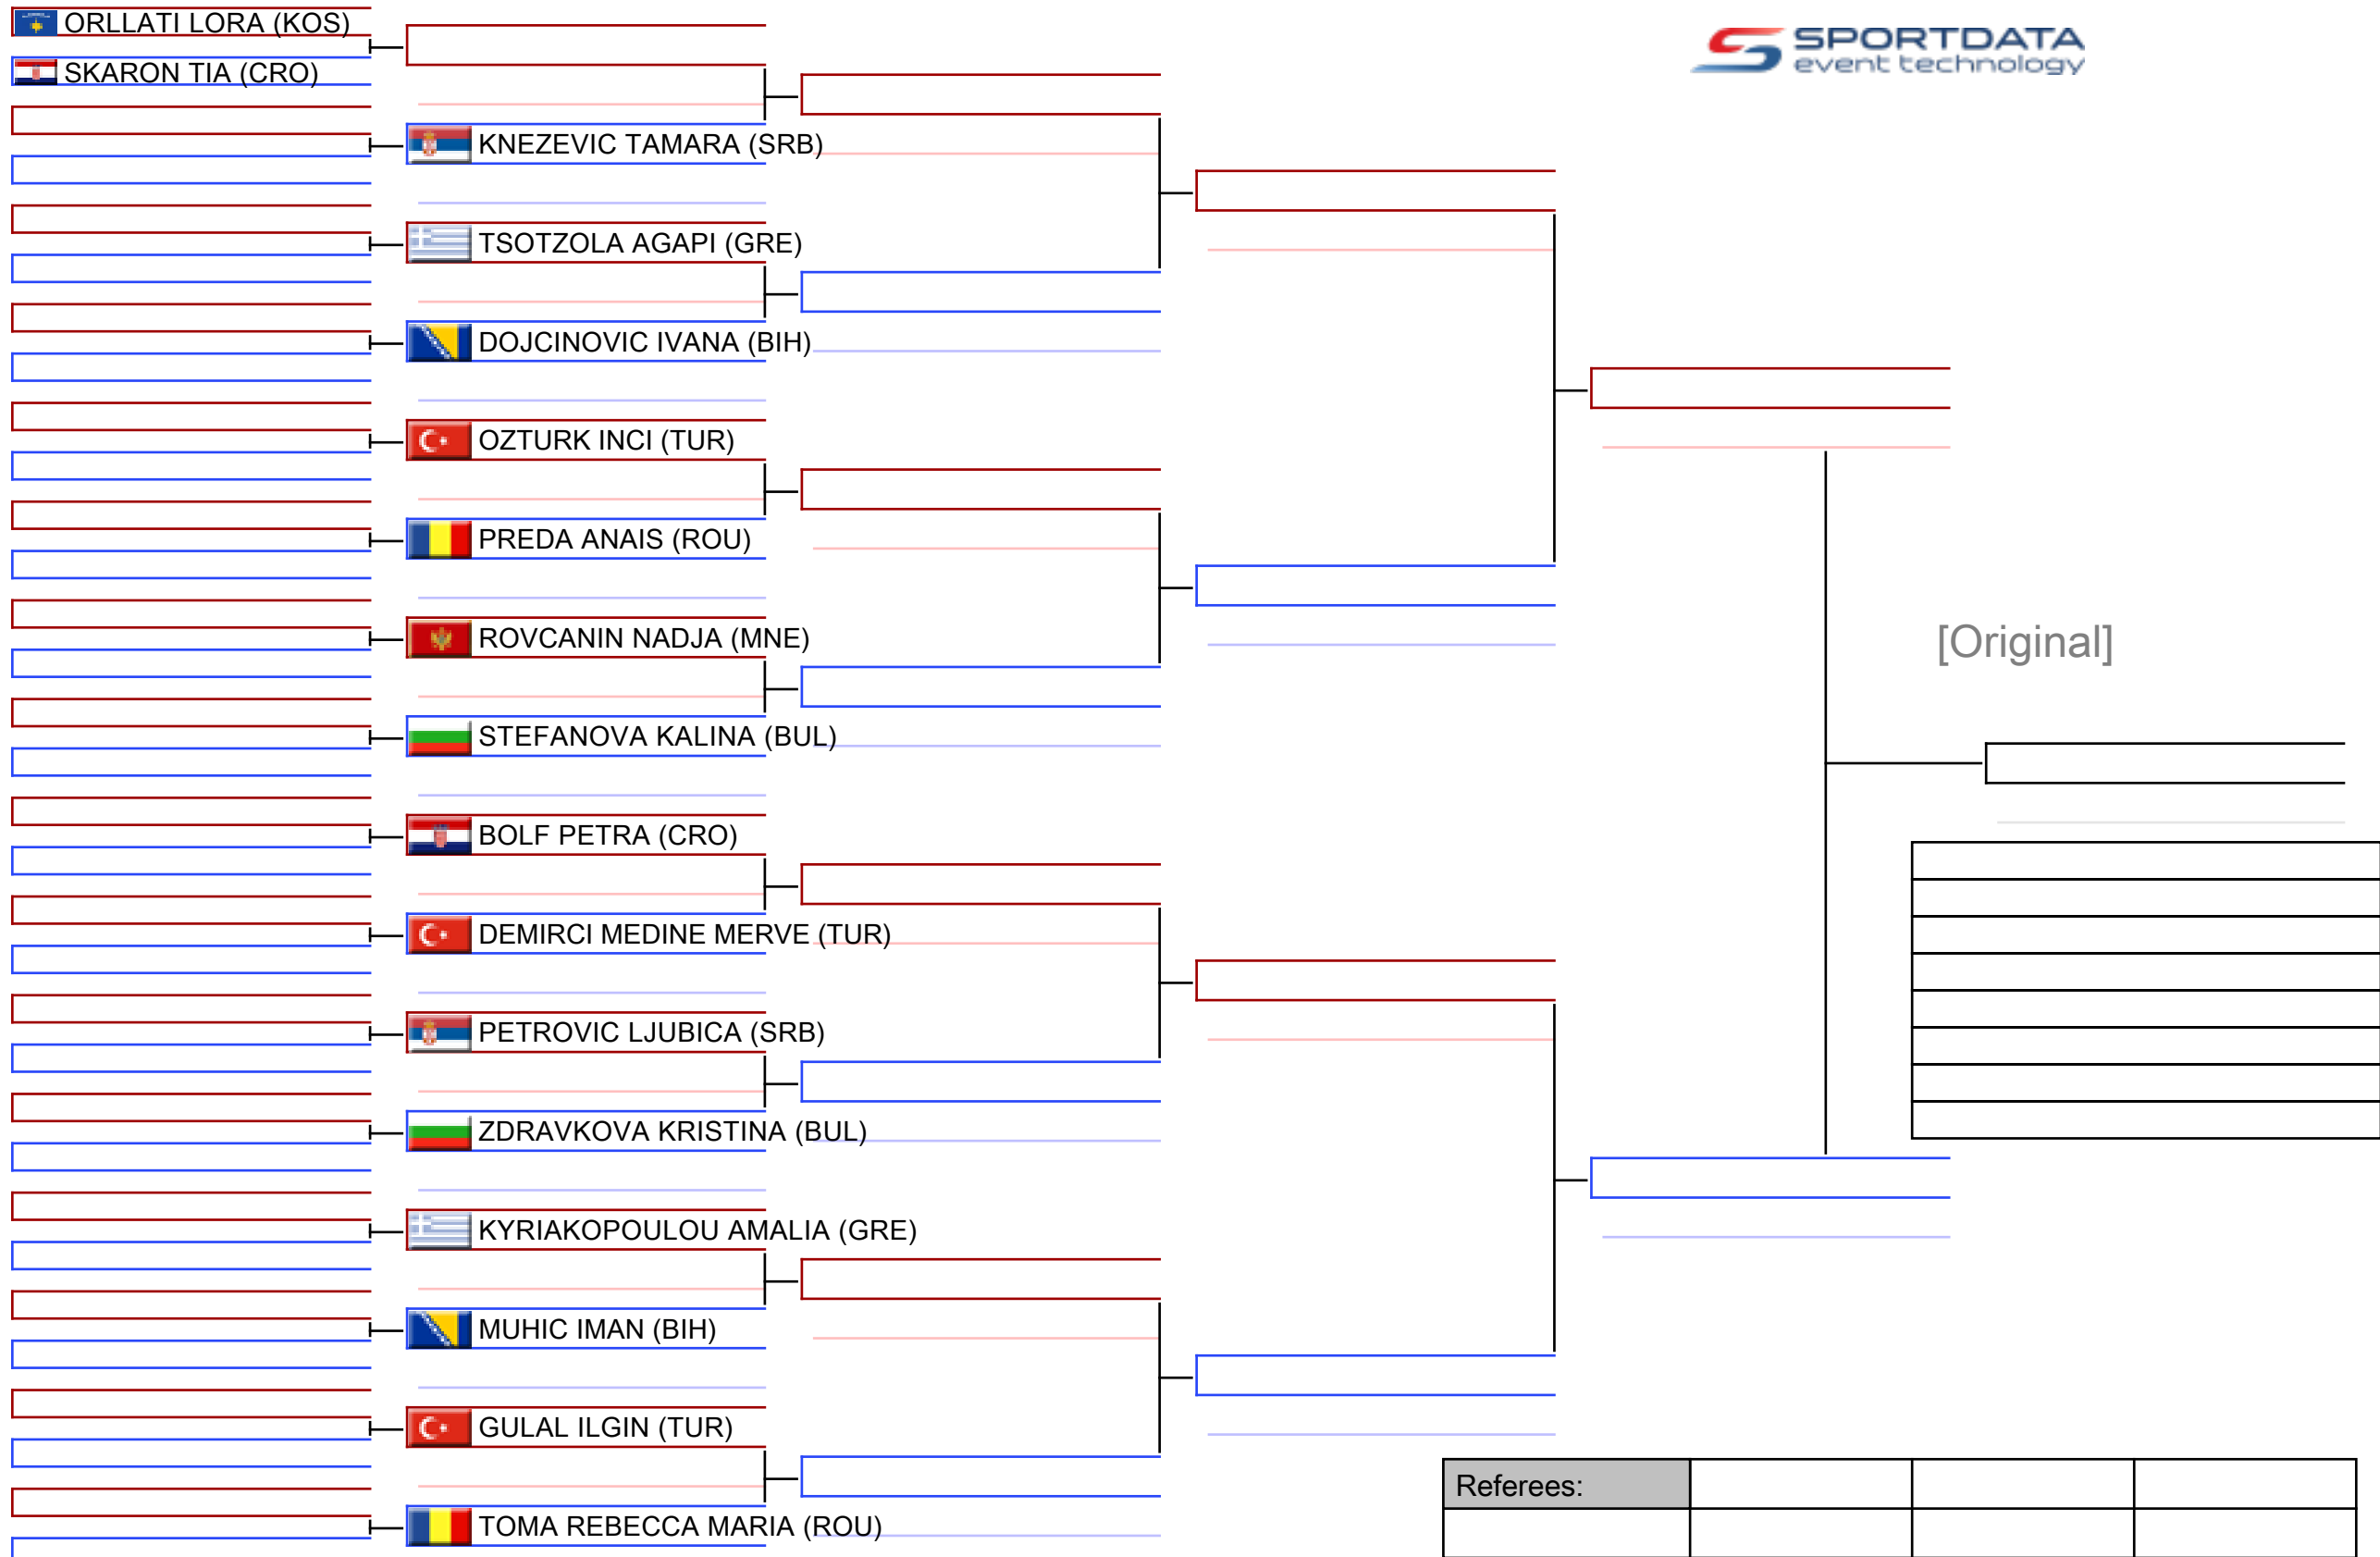 ORLLATI LORA (KOS)
SKARON TIA (CRO)
SPORTDATA
event technology
KNEZEVIC TAMARA (SRB)
TSOTZOLA AGAPI (GRE)
DOJCINOVIC IVANA (BIH)
OZTURK INCI (TUR)
PREDA ANAIS (ROU)
ROVCANIN NADJA (MNE)
[Original]
STEFANOVA KALINA (BUL)
BOLF PETRA (CRO)
DEMIRCI MEDINE MERVE (TUR)
PETROVIC LJUBICA (SRB)
ZDRAVKOVA KRISTINA (BUL)
KYRIAKOPOULOU AMALIA (GRE)
MUHIC IMAN (BIH)
GULAL ILGIN (TUR)
Referees:
TOMA REBECCA MARIA (ROU)